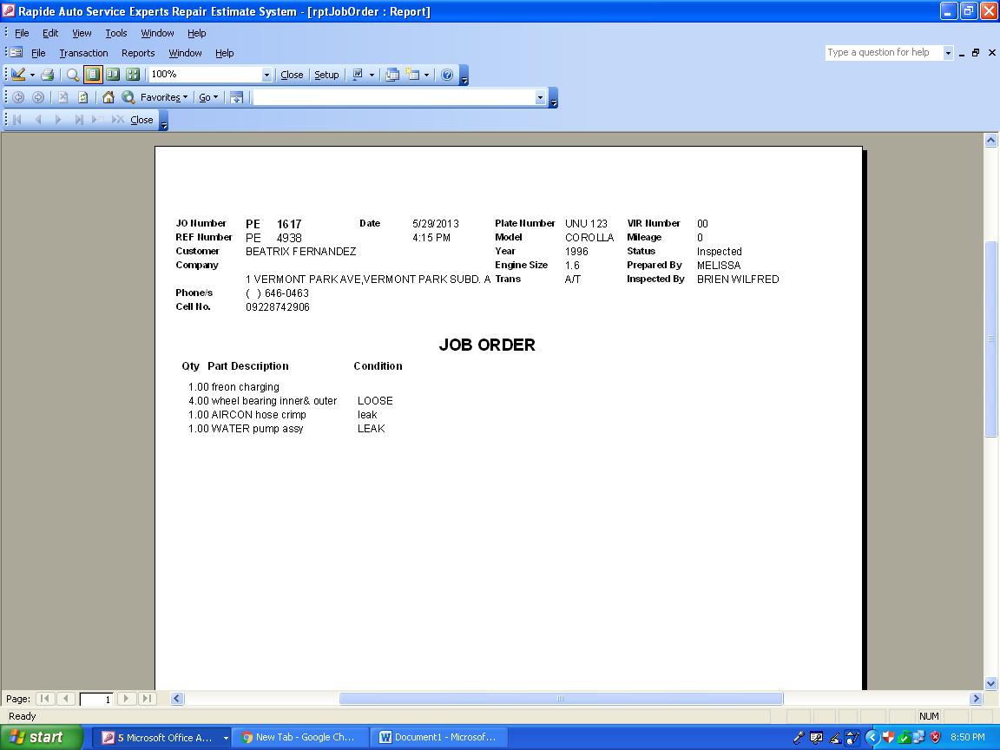 Rapide Auto Service Experts Repair Estimate System - [rptJobOrder : Report]
File Edit View Tools Window Help
File Transaction Reports Window Help
Type a question for help
100% Close Setup
Favorites Go
Close
JO Number PE 1617 Date 5/29/2013 Plate Number UNU 123 VIR Number 00
REF Number PE 4938 4:15 PM Model COROLLA Mileage 0
Customer BEATRIX FERNANDEZ Year 1996 Status Inspected
Company Engine Size 1.6 Prepared By MELISSA
1 VERMONT PARK AVE,VERMONT PARK SUBD. A Trans A/T Inspected By BRIEN WILFRED
Phone/s ( ) 646-0463
Cell No. 09228742906
JOB ORDER
Qty Part Description Condition
1.00 freon charging
4.00 wheel bearing inner& outer LOOSE
1.00 AIRCON hose crimp leak
1.00 WATER pump assy LEAK
Page: 1
Ready NUM
start 5 Microsoft Office A... New Tab - Google Ch... Document1 - Microsof... 8:50 PM